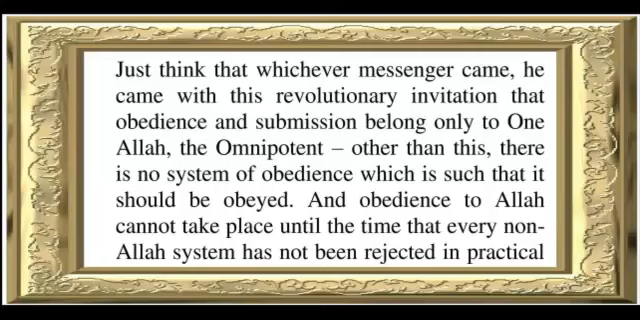 Just think that whichever messenger came, he
came with this revolutionary invitation that
obedience and submission belong only to One
Allah, the Omnipotent – other than this, there
is no system of obedience which is such that it
should be obeyed. And obedience to Allah
cannot take place until the time that every non-
Allah system has not been rejected in practical